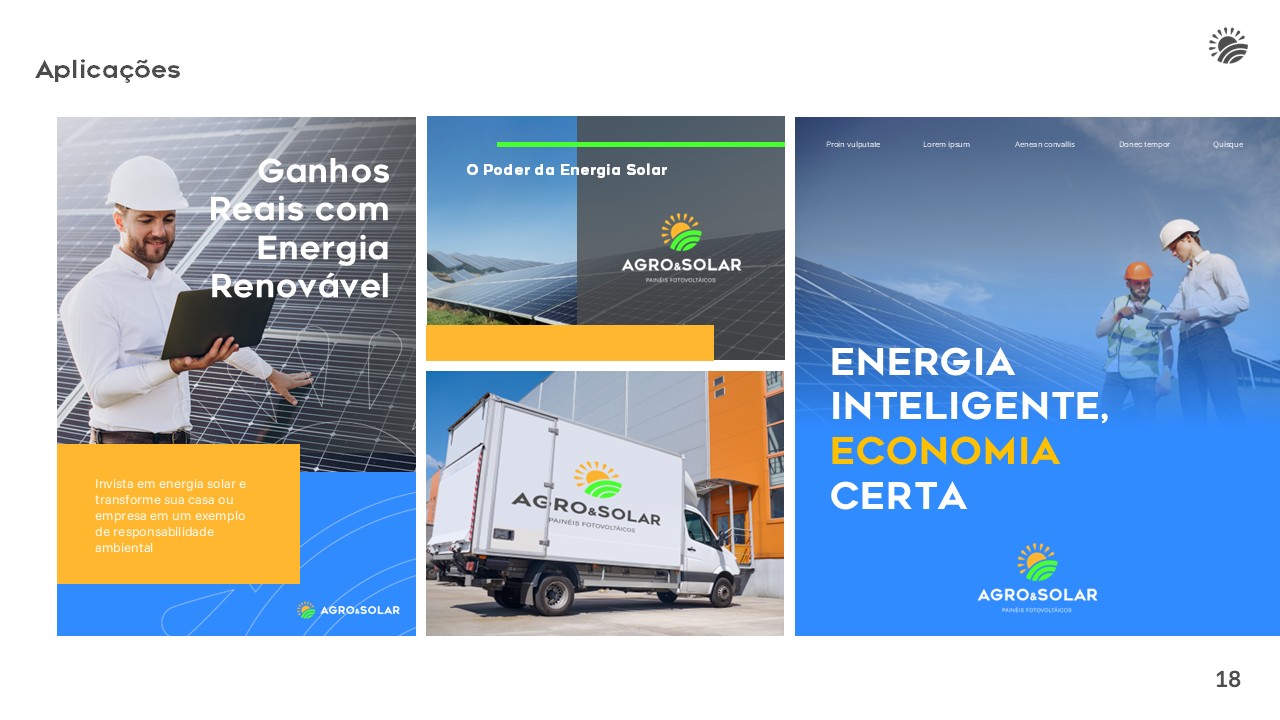 Aplicações
Ganhos
Reais com
Energia
Renovável
Invista em energia solar e
transforme sua casa ou
empresa em um exemplo
de responsabilidade
ambiental
AGRO&SOLAR
O Poder da Energia Solar
AGRO&SOLAR
PAINÉIS FOTOVOLTÁICOS
AGRO&SOLAR
PAINÉIS FOTOVOLTÁICOS
Proin vulputate Lorem ipsum Aenean convallis Donec tempor Quisque
ENERGIA
INTELIGENTE,
ECONOMIA
CERTA
AGRO&SOLAR
PAINÉIS FOTOVOLTÁICOS
18